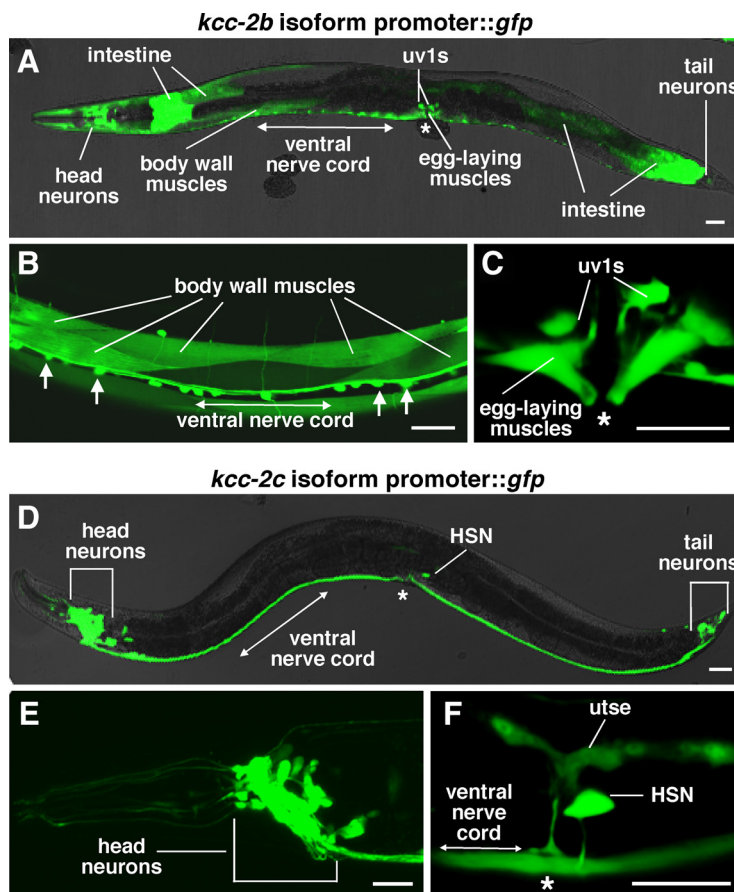 kcc-2b isoform promoter::gfp
A
intestine
uv1s
tail
neurons
head
neurons
body wall
muscles
ventral
nerve cord
*
egg-laying
muscles
intestine
B
body wall muscles
ventral nerve cord
C
uv1s
egg-laying
muscles
*
kcc-2c isoform promoter::gfp
D
head
neurons
HSN
tail
neurons
*
ventral
nerve cord
E
head
neurons
F
utse
ventral
nerve
cord
HSN
*